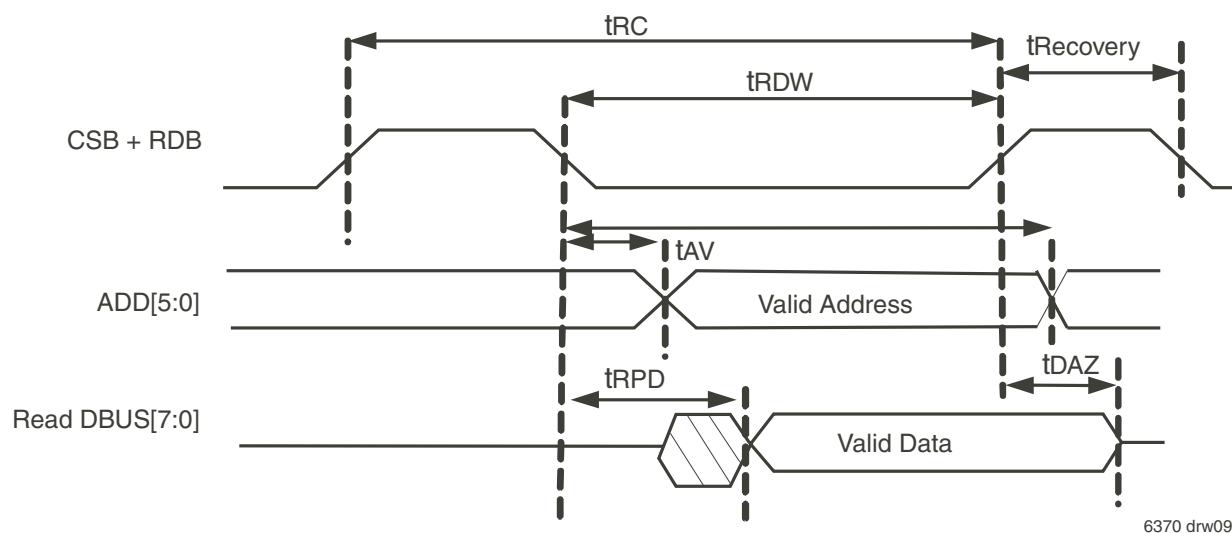 tRC
tRecovery
tRDW
CSB + RDB
tAV
ADD[5:0]
Valid Address
tDAZ
tRPD
Read DBUS[7:0]
Valid Data
6370 drw09